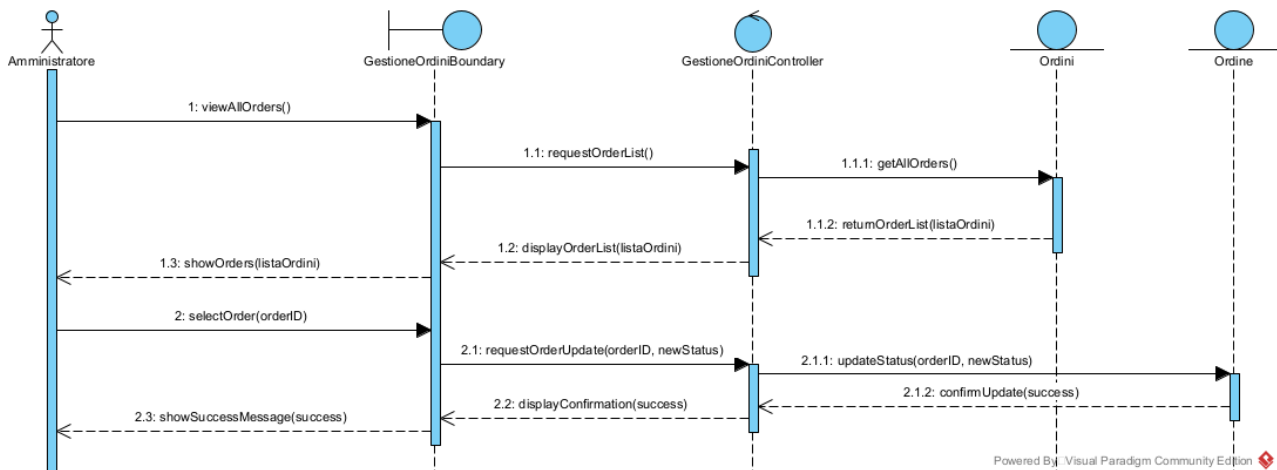 Amministratore
GestioneOrdiniBoundary
GestioneOrdiniController
Ordini
Ordine
1: viewAllOrders()
1.1: requestOrderList()
1.1.1: getAllOrders()
1.1.2: returnOrderList(listaOrdini)
1.2: displayOrderList(listaOrdini)
1.3: showOrders(listaOrdini)
2: selectOrder(orderID)
2.1: requestOrderUpdate(orderID, newStatus)
2.1.1: updateStatus(orderID, newStatus)
2.1.2: confirmUpdate(success)
2.2: displayConfirmation(success)
2.3: showSuccessMessage(success)
Powered By Visual Paradigm Community Edition